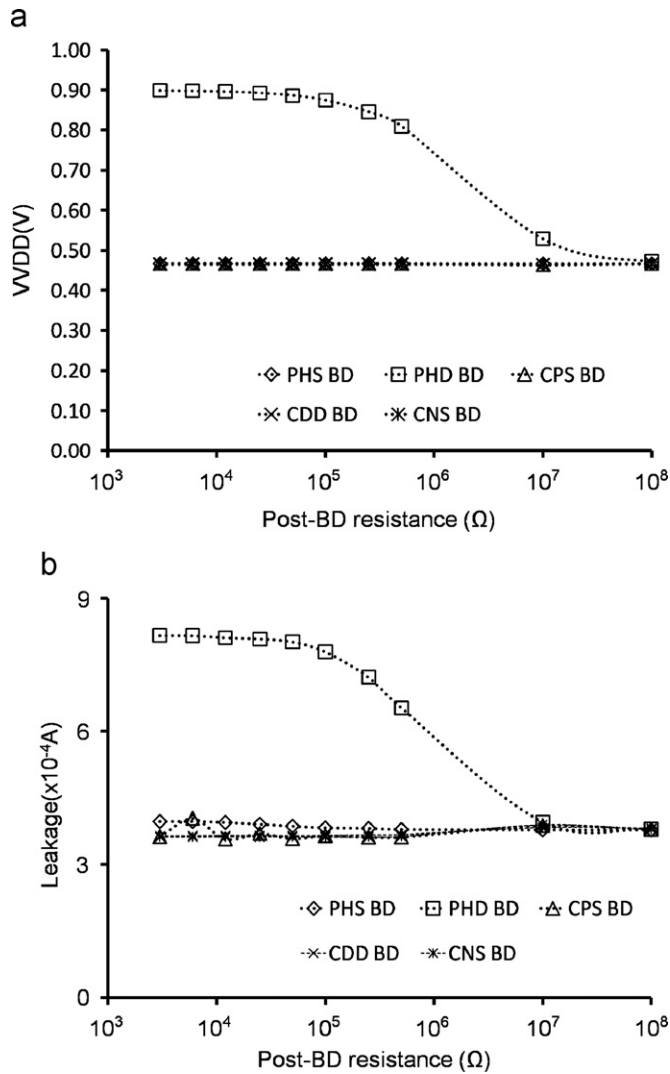 a
1.00
0.90
0.80
0.70
0.60
0.50
0.40
0.30
0.20
0.10
0.00
VVDD(V)
PHS BD PHD BD CPS BD
CDD BD CNS BD
10³ 10⁴ 10⁵ 10⁶ 10⁷ 10⁸
Post-BD resistance (Ω)
b
9
6
3
0
Leakage(x10⁻⁴A)
PHS BD PHD BD CPS BD
CDD BD CNS BD
10³ 10⁴ 10⁵ 10⁶ 10⁷ 10⁸
Post-BD resistance (Ω)